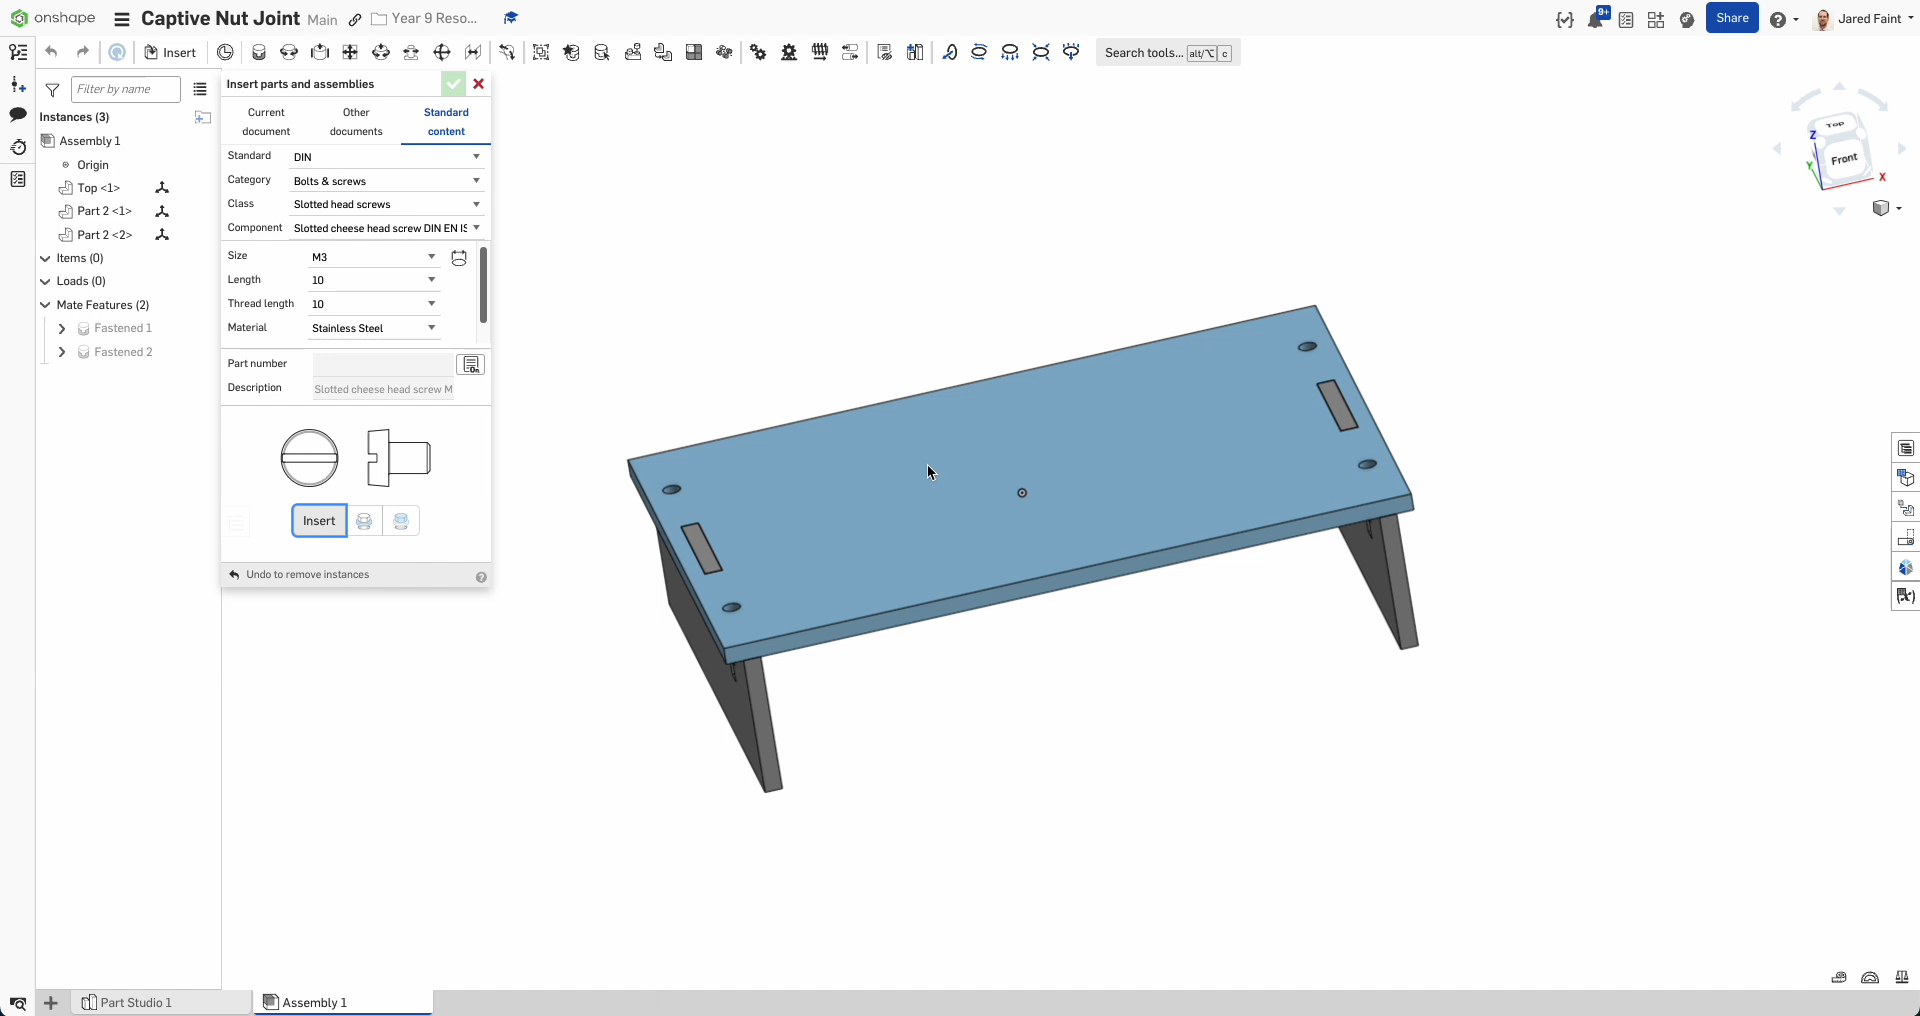 onshape
Captive Nut Joint Main Year 9 Reso...
9+
Share
Jared Faint
Insert
Search tools... alt/⌥ c
Filter by name
Instances (3)
Assembly 1
Origin
Top <1>
Part 2 <1>
Part 2 <2>
Items (0)
Loads (0)
Mate Features (2)
Fastened 1
Fastened 2
Insert parts and assemblies
Current document
Other documents
Standard content
Standard DIN
Category Bolts & screws
Class Slotted head screws
Component Slotted cheese head screw DIN EN IS
Size M3
Length 10
Thread length 10
Material Stainless Steel
Part number
Description Slotted cheese head screw M
Insert
Undo to remove instances
Top
Front
Z
Y
X
Part Studio 1
Assembly 1